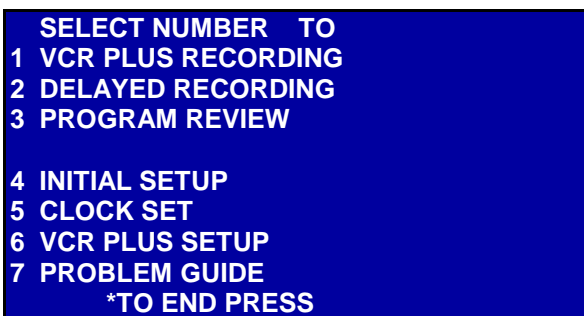 SELECT NUMBER TO
1 VCR PLUS RECORDING
2 DELAYED RECORDING
3 PROGRAM REVIEW
4 INITIAL SETUP
5 CLOCK SET
6 VCR PLUS SETUP
7 PROBLEM GUIDE
*TO END PRESS